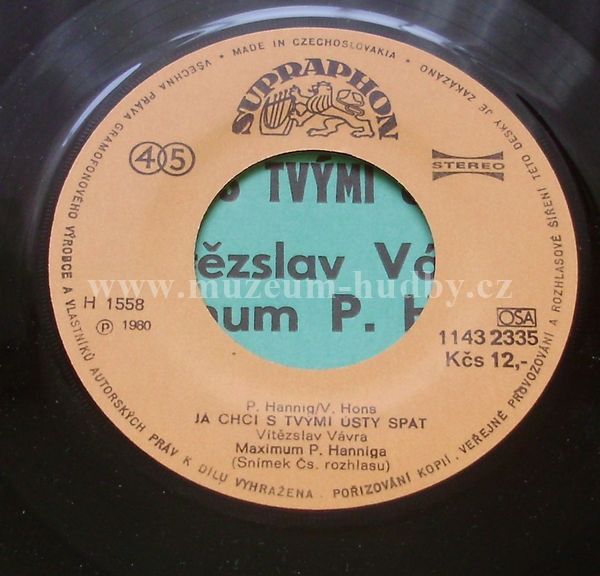 VŠECHNA PRÁVA GRAMOFONOVÉHO VÝROBCE A VLASTNÍKŮ AUTORSKÝCH PRÁV K DÍLU VYHRAŽENA. POŘIZOVÁNÍ KOPIÍ, VEŘEJNÉ PROVOZOVÁNÍ A ROZHLASOVÉ ŠÍŘENÍ TÉTO DESKY JE ZAKÁZÁNO
• MADE IN CZECHOSLOVAKIA •
SUPRAPHON
45
STEREO
S TVÝMI
tězslav Vá
www.muzeum-hudby.cz
mum P. H
H 1558
Ⓟ 1980
OSA
1143 2335
Kčs 12,-
P. Hannig/V. Hons
JÁ CHCI S TVÝMI ÚSTY SPÁT
Vítězslav Vávra
Maximum P. Hanniga
(Snímek Čs. rozhlasu)